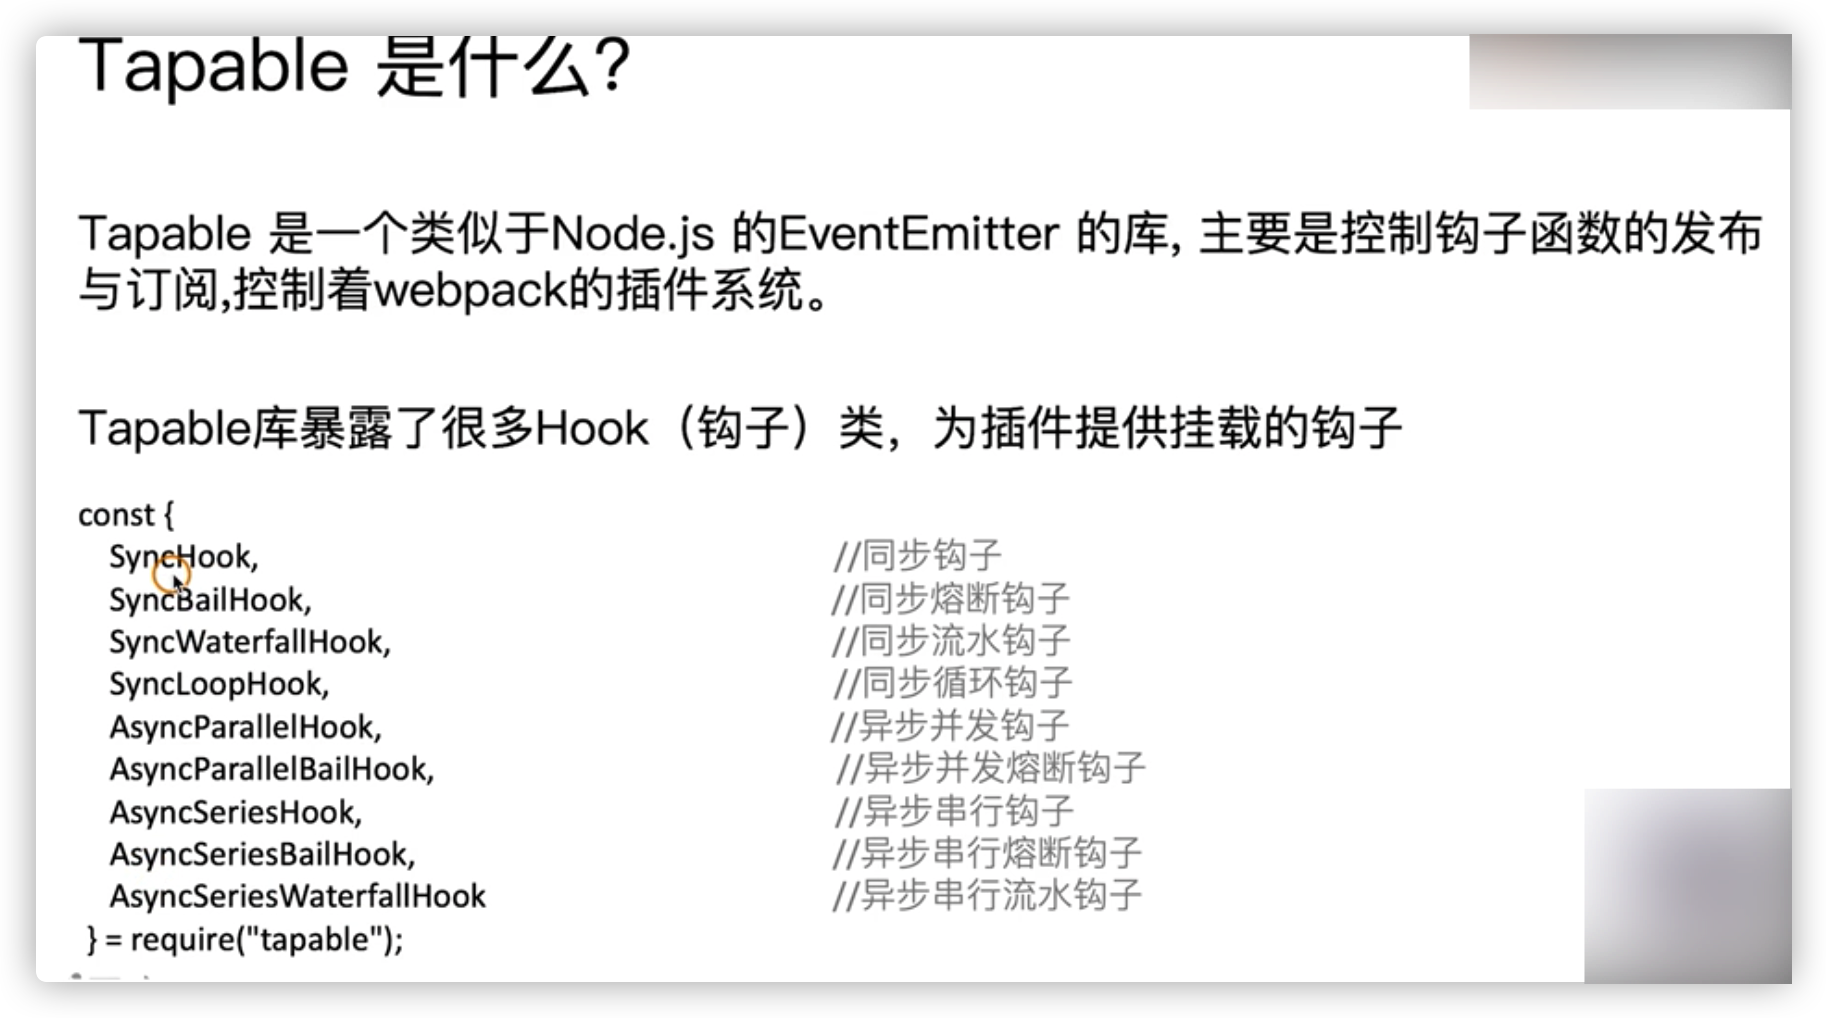 Tapable 是什么?
Tapable 是一个类似于Node.js 的EventEmitter 的库, 主要是控制钩子函数的发布
与订阅,控制着webpack的插件系统。
Tapable库暴露了很多Hook（钩子）类，为插件提供挂载的钩子
const {
SyncHook, //同步钩子
SyncBailHook, //同步熔断钩子
SyncWaterfallHook, //同步流水钩子
SyncLoopHook, //同步循环钩子
AsyncParallelHook, //异步并发钩子
AsyncParallelBailHook, //异步并发熔断钩子
AsyncSeriesHook, //异步串行钩子
AsyncSeriesBailHook, //异步串行熔断钩子
AsyncSeriesWaterfallHook //异步串行流水钩子
} = require("tapable");